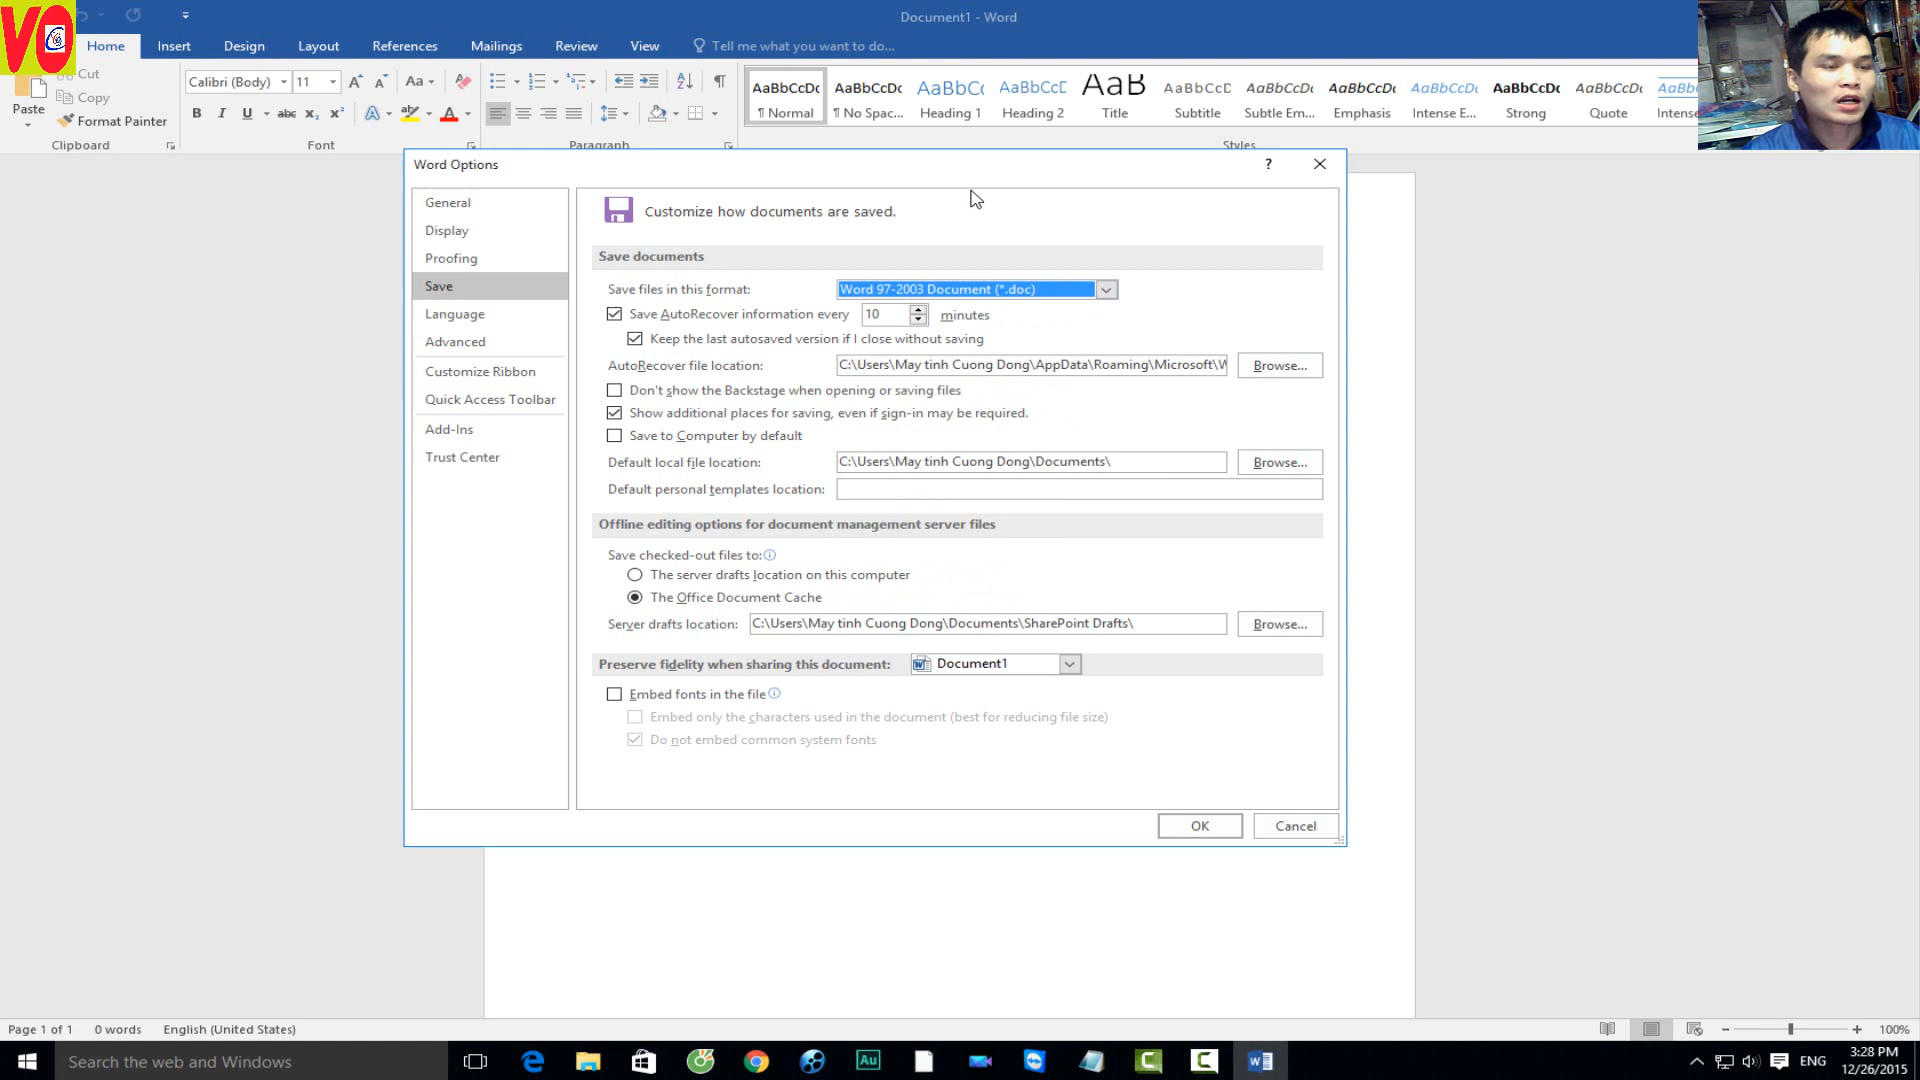 VO
Document1 - Word
Home Insert Design Layout References Mailings Review View Tell me what you want to do...
Cut
Copy
Paste
Format Painter
Calibri (Body) 11 Aa
B I U abc x₂ x²
AaBbCcDc AaBbCcDc AaBbCc AaBbCcC AaB AaBbCcD AaBbCcDc AaBbCcDc AaBbCcDc AaBbCcDc AaBbCcDc
¶ Normal ¶ No Spac... Heading 1 Heading 2 Title Subtitle Subtle Em... Emphasis Intense E... Strong Quote Intense
Clipboard Font Paragraph Styles
Word Options
?
General
Display
Proofing
Save
Language
Advanced
Customize Ribbon
Quick Access Toolbar
Add-Ins
Trust Center
Customize how documents are saved.
Save documents
Save files in this format: Word 97-2003 Document (*.doc)
Save AutoRecover information every 10 minutes
Keep the last autosaved version if I close without saving
AutoRecover file location: C:\Users\May tinh Cuong Dong\AppData\Roaming\Microsoft\W Browse...
Don't show the Backstage when opening or saving files
Show additional places for saving, even if sign-in may be required.
Save to Computer by default
Default local file location: C:\Users\May tinh Cuong Dong\Documents\ Browse...
Default personal templates location:
Offline editing options for document management server files
Save checked-out files to:
The server drafts location on this computer
The Office Document Cache
Server drafts location: C:\Users\May tinh Cuong Dong\Documents\SharePoint Drafts\ Browse...
Preserve fidelity when sharing this document: Document1
Embed fonts in the file
Embed only the characters used in the document (best for reducing file size)
Do not embed common system fonts
OK Cancel
Page 1 of 1 0 words English (United States) 100%
Search the web and Windows
Au
ENG
3:28 PM
12/26/2015